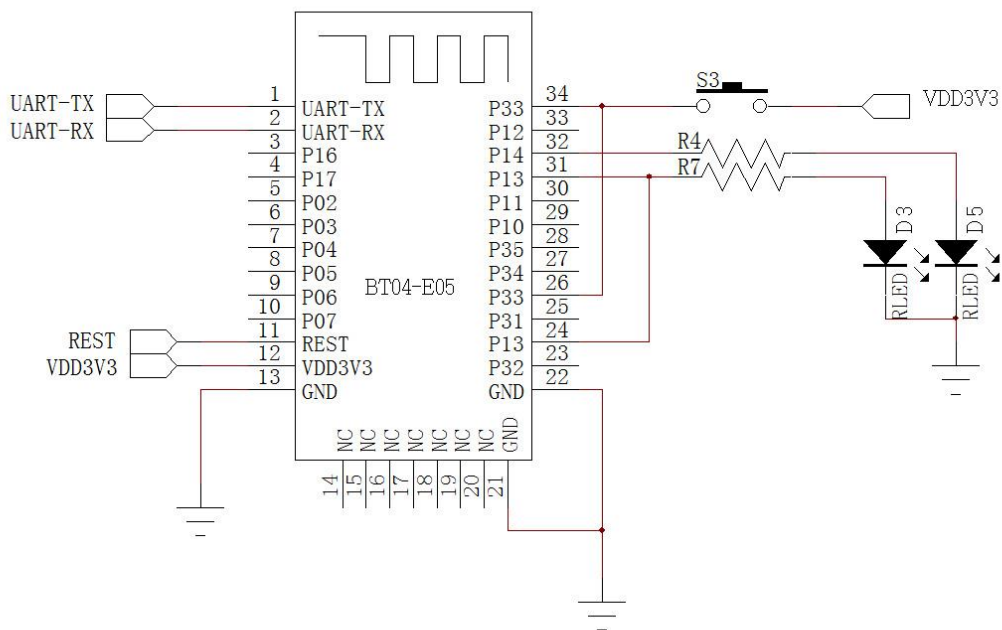 UART-TX
UART-RX
REST
VDD3V3
1 UART-TX
2 UART-RX
3 P16
4 P17
5 P02
6 P03
7 P04
8 P05
9 P06
10 P07
11 REST
12 VDD3V3
13 GND
BT04-E05
34 P33
33 P12
32 P14
31 P13
30 P11
29 P10
28 P35
27 P34
26 P33
25 P31
24 P13
23 P32
22 GND
NC NC NC NC NC NC NC GND
14 15 16 17 18 19 20 21
S3
VDD3V3
R4
R7
D3
D5
RLED
RLED